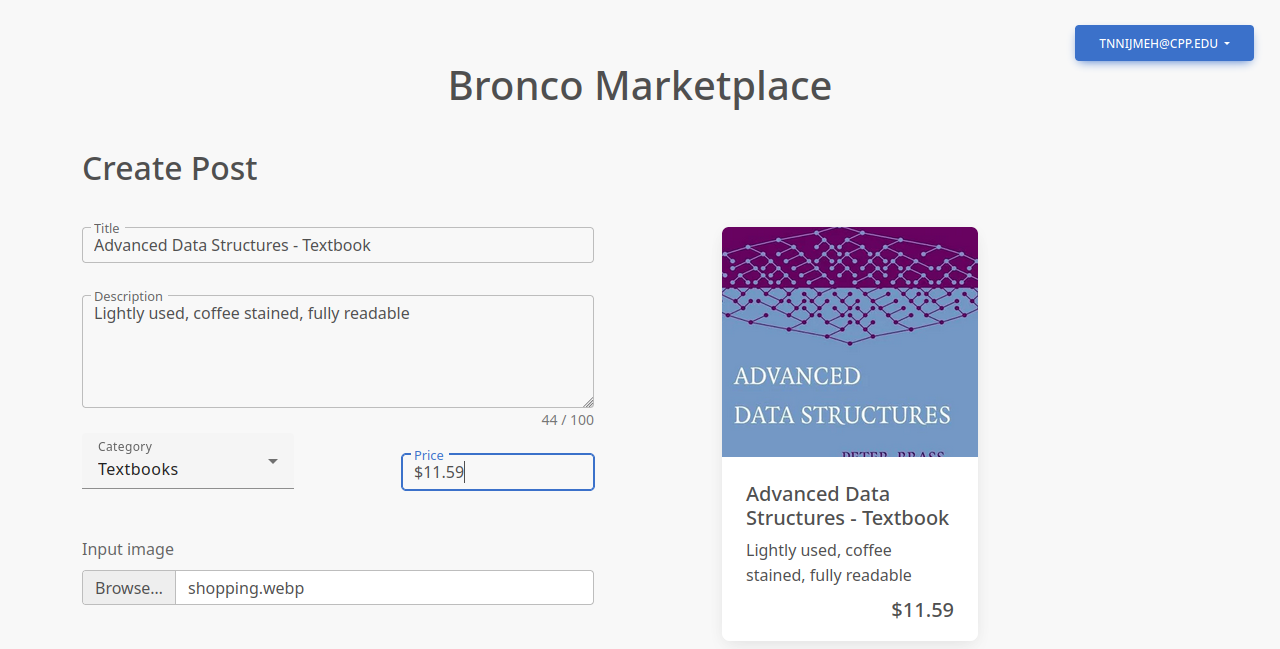 TNNIJMEH@CPP.EDU
Bronco Marketplace
Create Post
Title
Advanced Data Structures - Textbook
Description
Lightly used, coffee stained, fully readable
44 / 100
Category
Textbooks
Price
$11.59
Input image
Browse... shopping.webp
ADVANCED
DATA STRUCTURES
PETER BRASS
Advanced Data
Structures - Textbook
Lightly used, coffee
stained, fully readable
$11.59